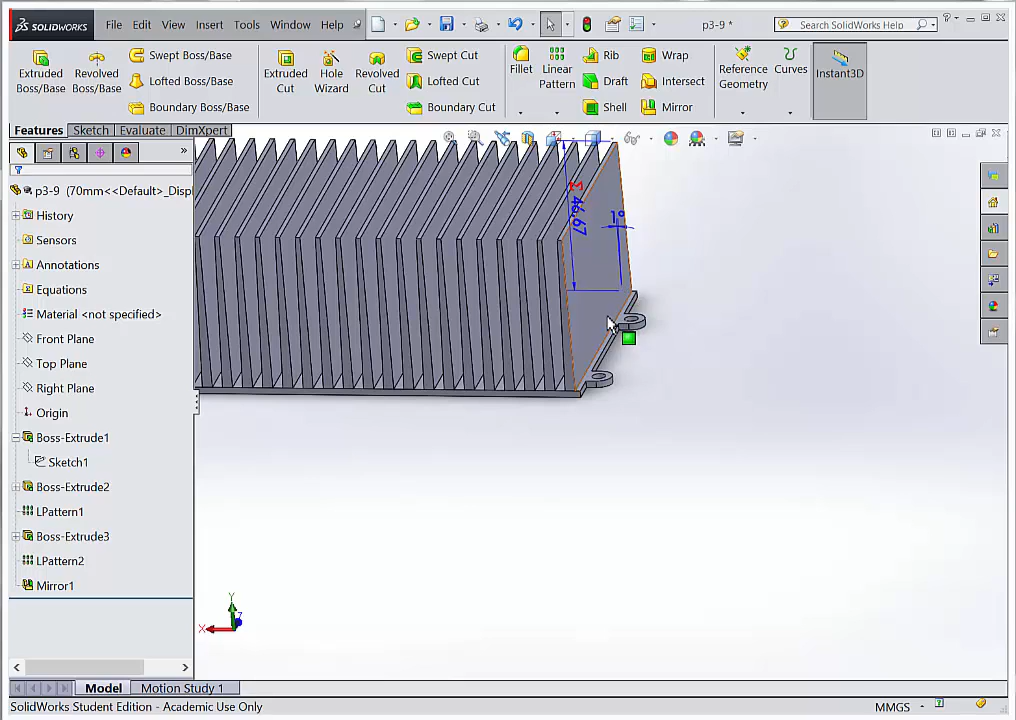 SOLIDWORKS File Edit View Insert Tools Window Help p3-9 * Search SolidWorks Help
Extruded Boss/Base
Revolved Boss/Base
Swept Boss/Base
Lofted Boss/Base
Boundary Boss/Base
Extruded Cut
Hole Wizard
Revolved Cut
Swept Cut
Lofted Cut
Boundary Cut
Fillet
Linear Pattern
Rib
Draft
Shell
Wrap
Intersect
Mirror
Reference Geometry
Curves
Instant3D
Features Sketch Evaluate DimXpert
p3-9 (70mm<<Default>_Displ
History
Sensors
Annotations
Equations
Material <not specified>
Front Plane
Top Plane
Right Plane
Origin
Boss-Extrude1
Sketch1
Boss-Extrude2
LPattern1
Boss-Extrude3
LPattern2
Mirror1
46.67
1°
Y
X
Z
Model Motion Study 1
SolidWorks Student Edition - Academic Use Only MMGS